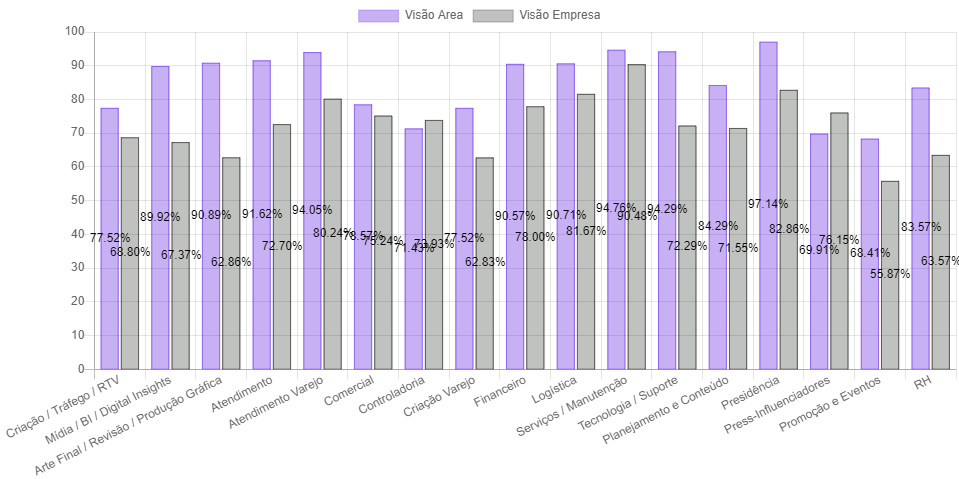 Visão Area
Visão Empresa
100
90
80
70
60
50
40
30
20
10
0
77.52%
68.80%
89.92%
67.37%
90.89%
62.86%
91.62%
72.70%
94.05%
80.24%
78.57%
75.24%
71.43%
73.93%
77.52%
62.83%
90.57%
78.00%
90.71%
81.67%
94.76%
90.48%
94.29%
72.29%
84.29%
71.55%
97.14%
82.86%
69.91%
76.15%
68.41%
55.87%
83.57%
63.57%
Criação / Tráfego / RTV
Mídia / BI / Digital Insights
Arte Final / Revisão / Produção Gráfica
Atendimento
Atendimento Varejo
Comercial
Controladoria
Criação Varejo
Financeiro
Logística
Serviços / Manutenção
Tecnologia / Suporte
Planejamento e Conteúdo
Presidência
Press-Influenciadores
Promoção e Eventos
RH